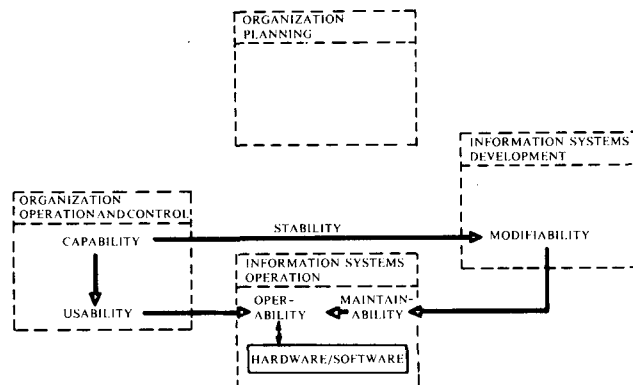 ORGANIZATION
PLANNING
INFORMATION SYSTEMS
DEVELOPMENT
ORGANIZATION
OPERATION AND CONTROL
STABILITY
CAPABILITY
MODIFIABILITY
INFORMATION SYSTEMS
OPERATION
USABILITY
OPER-
ABILITY
MAINTAIN-
ABILITY
HARDWARE/SOFTWARE